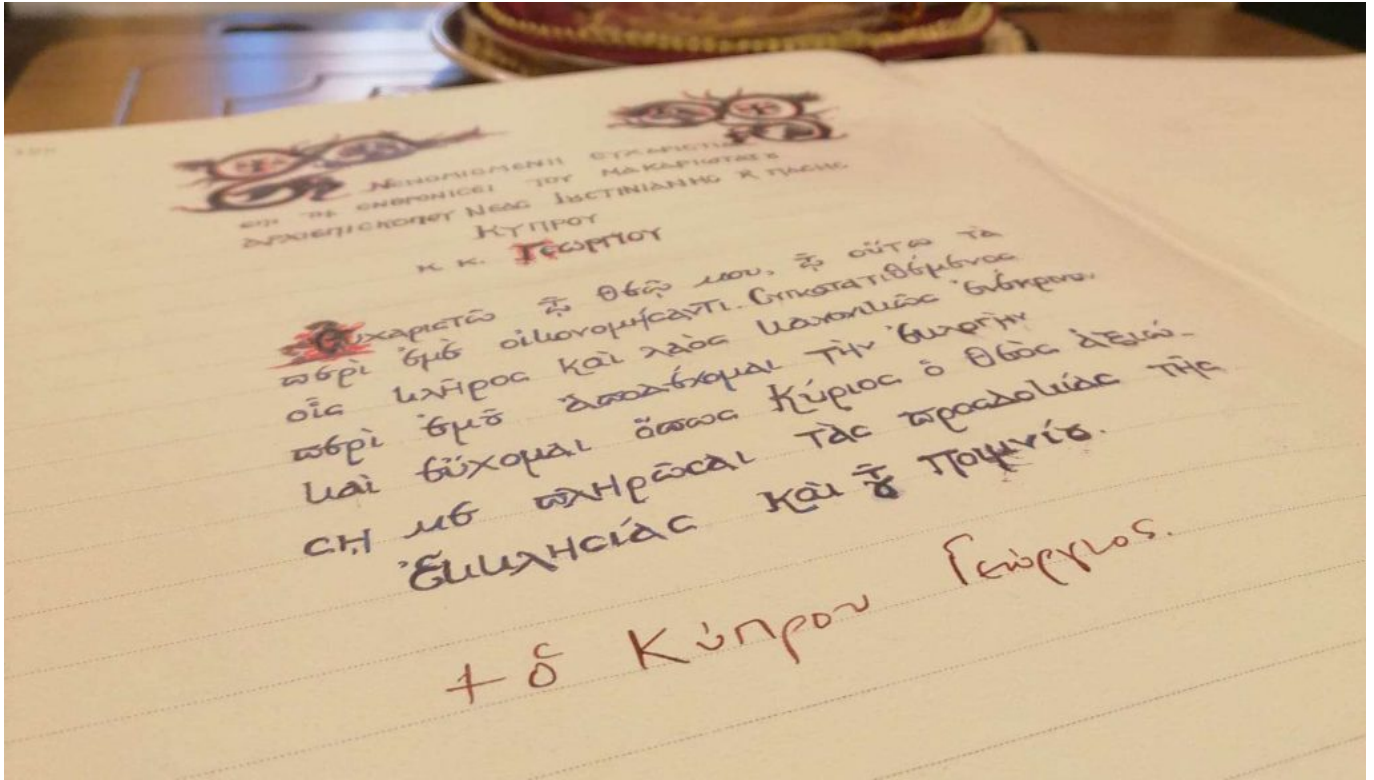 ΝΕΝΟΜΙΣΜΕΝΗ ΕΥΧΑΡΙΣΤΙΑ
ΕΠΙ ΤΗ ΕΝΘΡΟΝΙΣΕΙ ΤΟΥ ΜΑΚΑΡΙΩΤΑΤΟΥ
ΑΡΧΙΕΠΙΣΚΟΠΟΥ ΝΕΑΣ ΙΟΥΣΤΙΝΙΑΝΗΣ Κ ΠΑΣΗΣ
ΚΥΠΡΟΥ
Κ. Κ. ΓΕΩΡΓΙΟΥ
Εὐχαριστῶ τῷ Θεῷ μου, τῷ οὕτω τὰ
περὶ ἐμὲ οἰκονομήσαντι. Συγκατατιθέμενος
οἷς κλῆρος καὶ λαὸς κανονικῶς ἐνέκρινε
περὶ ἐμοῦ ἀποδέχομαι τὴν ἐκλογὴν
καὶ εὔχομαι ὅπως Κύριος ὁ Θεὸς ἀξιώ-
σῃ με πληρῶσαι τὰς προσδοκίας τῆς
Ἐκκλησίας καὶ τοῦ Ποιμνίου.
+ ὁ Κύπρου Γεώργιος.